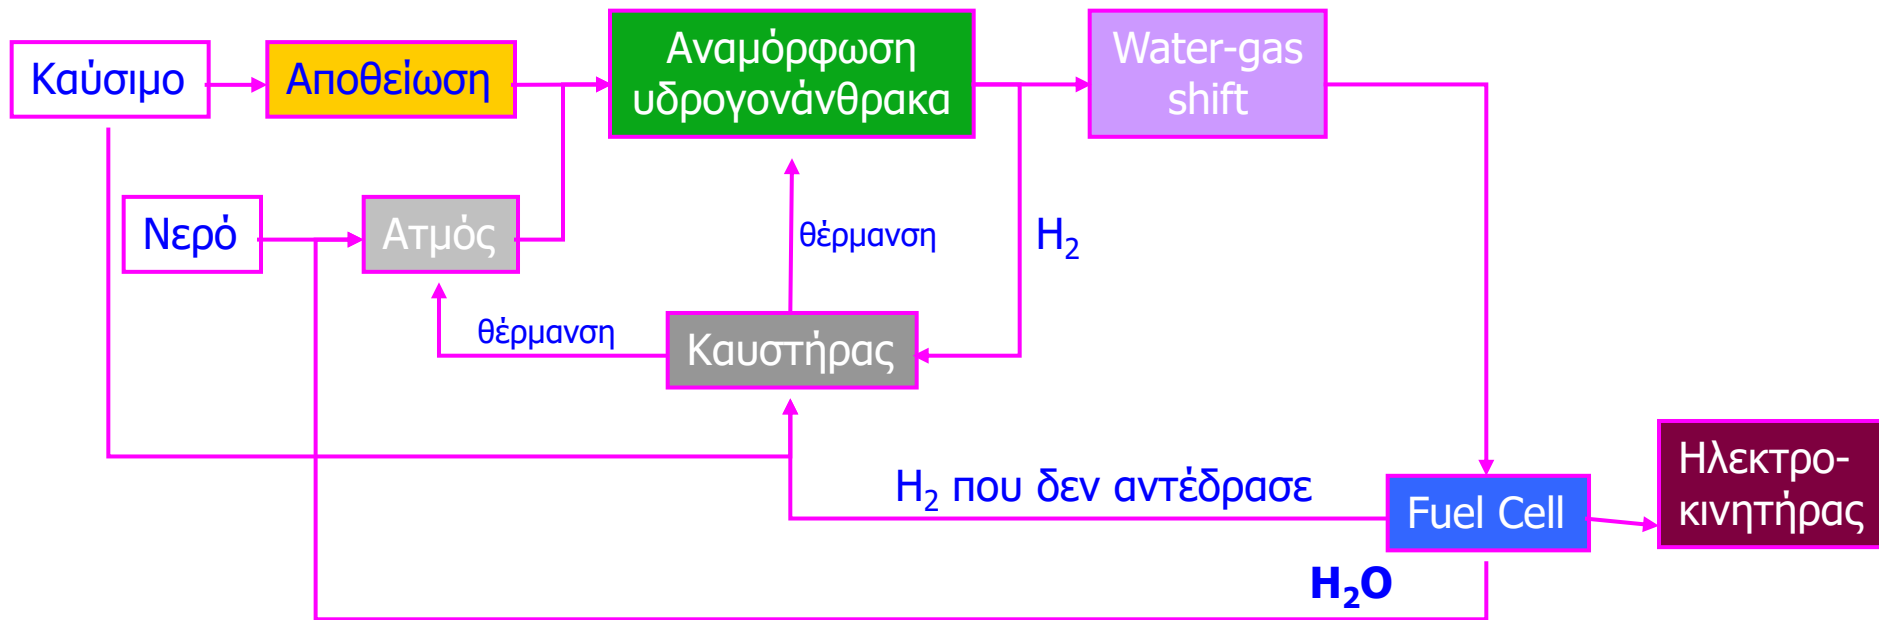 Καύσιμο
Αποθείωση
Αναμόρφωση
υδρογονάνθρακα
Water-gas
shift
Νερό
Ατμός
θέρμανση
H₂
θέρμανση
Καυστήρας
H₂ που δεν αντέδρασε
Fuel Cell
Ηλεκτρο-
κινητήρας
H₂O